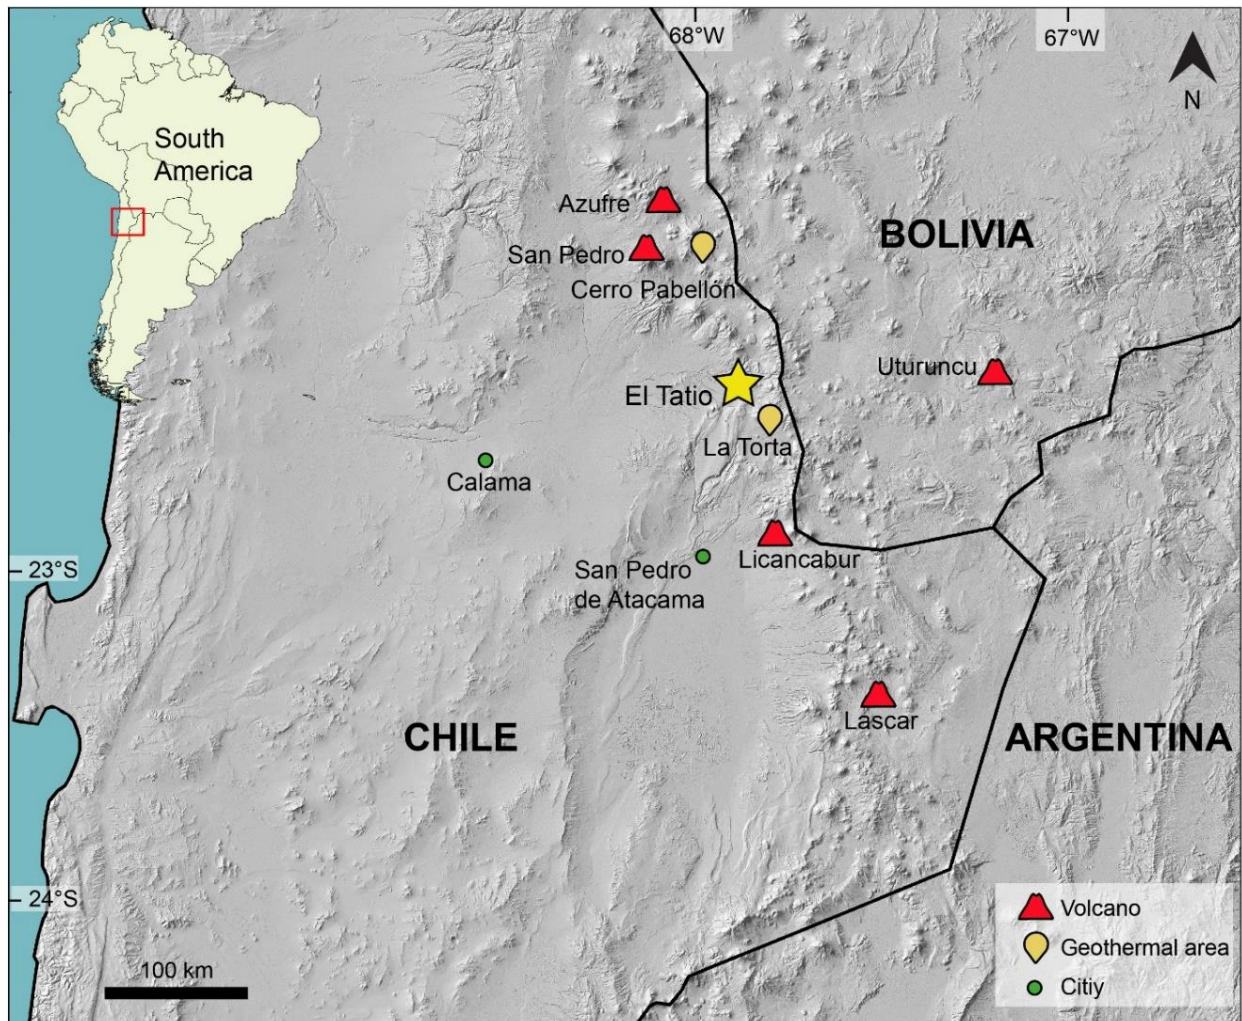 68°W
67°W
N
South
America
Azufre
San Pedro
Cerro Pabellón
BOLIVIA
Uturuncu
El Tatio
La Torta
Calama
Licancabur
23°S
San Pedro
de Atacama
Láscar
CHILE
ARGENTINA
24°S
Volcano
Geothermal area
Citiy
100 km